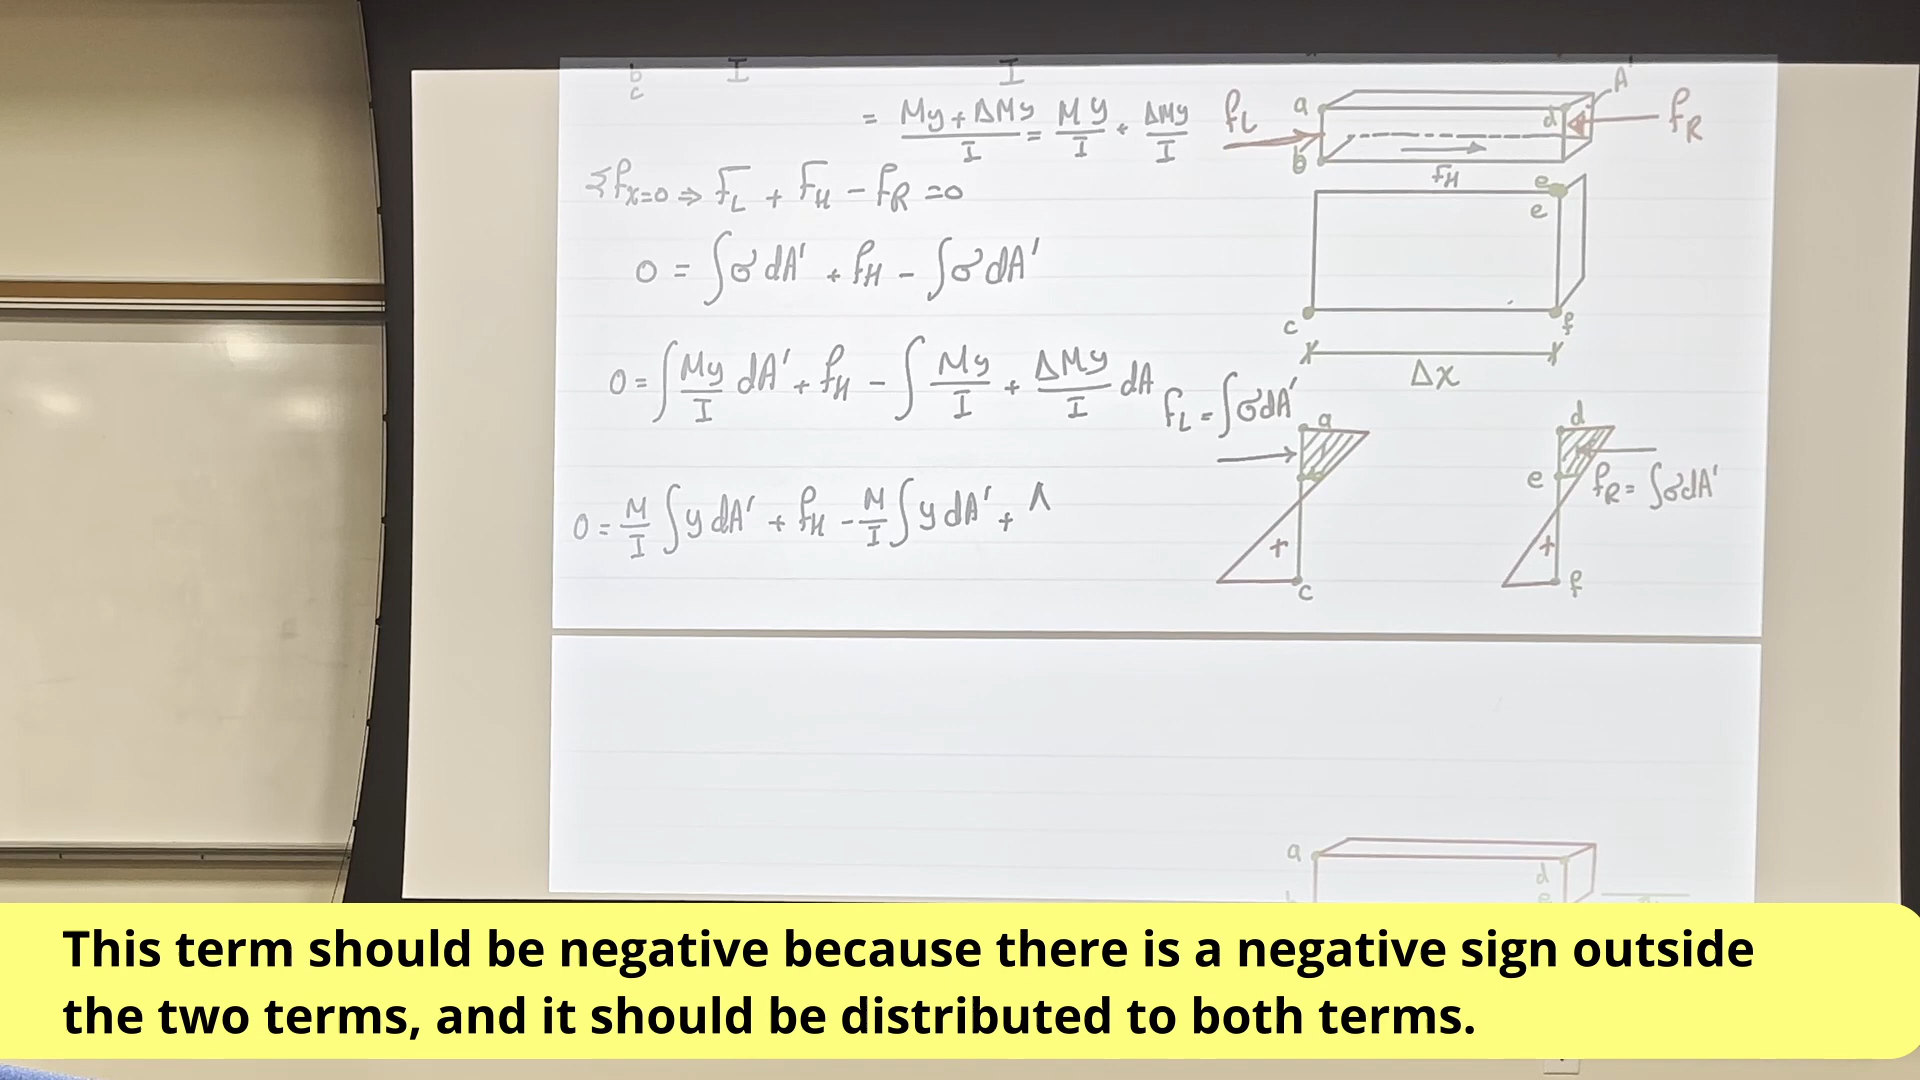 b
c
I
I
= My + ΔMy / I = My / I + ΔMy / I
ΣFx=0 ⇒ FL + FH - FR =0
0 = ∫σ dA' + FH - ∫σ dA'
0 = ∫ My / I dA' + FH - ∫ My / I + ΔMy / I dA
0 = M / I ∫ y dA' + FH - M / I ∫ y dA' +
FL
a
b
A'
d
FR
FH
e
e
c
f
Δx
FL = ∫σdA'
a
+
c
d
e
FR = ∫σdA'
+
f
a
d
e
This term should be negative because there is a negative sign outside
the two terms, and it should be distributed to both terms.